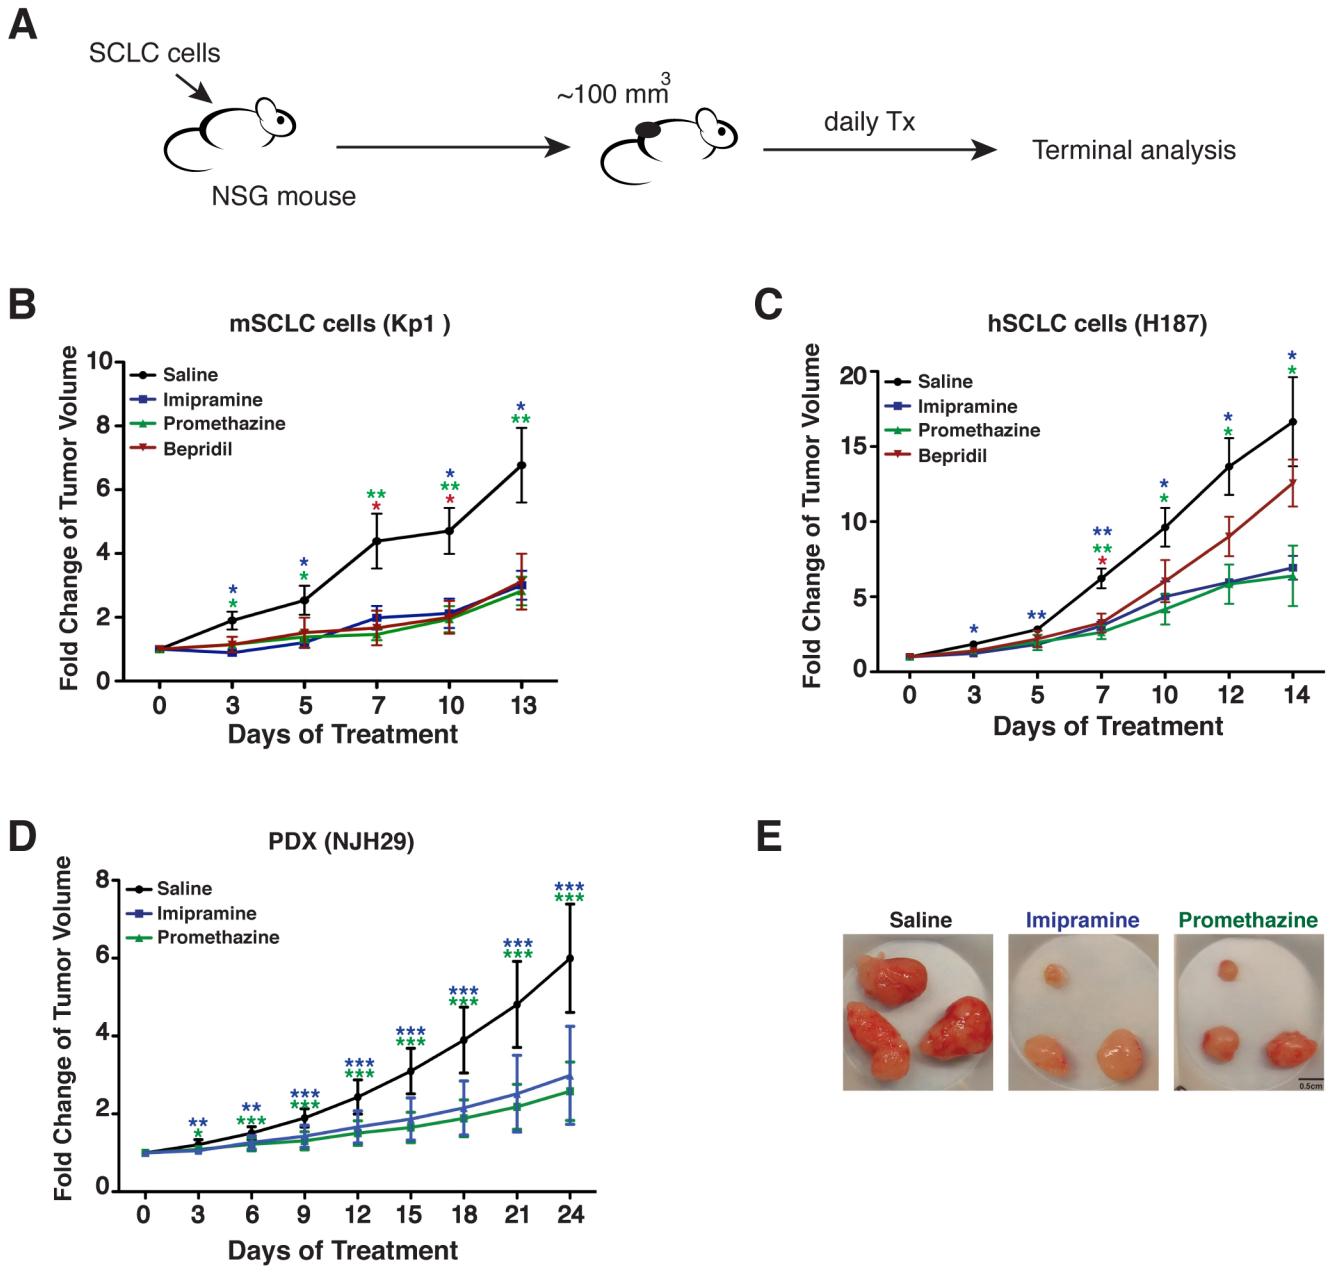 A
SCLC cells
NSG mouse
~100 mm3
daily Tx
Terminal analysis
B
mSCLC cells (Kp1 )
Fold Change of Tumor Volume
10
8
6
4
2
0
Saline
Imipramine
Promethazine
Bepridil
*
*
*
*
**
*
*
**
*
*
**
0 3 5 7 10 13
Days of Treatment
C
hSCLC cells (H187)
Fold Change of Tumor Volume
20
15
10
5
0
Saline
Imipramine
Promethazine
Bepridil
*
**
**
**
*
*
*
*
*
*
*
0 3 5 7 10 12 14
Days of Treatment
D
PDX (NJH29)
Fold Change of Tumor Volume
8
6
4
2
0
Saline
Imipramine
Promethazine
**
*
**
***
***
***
***
***
***
***
***
***
***
***
***
***
0 3 6 9 12 15 18 21 24
Days of Treatment
E
Saline Imipramine Promethazine
0.5cm